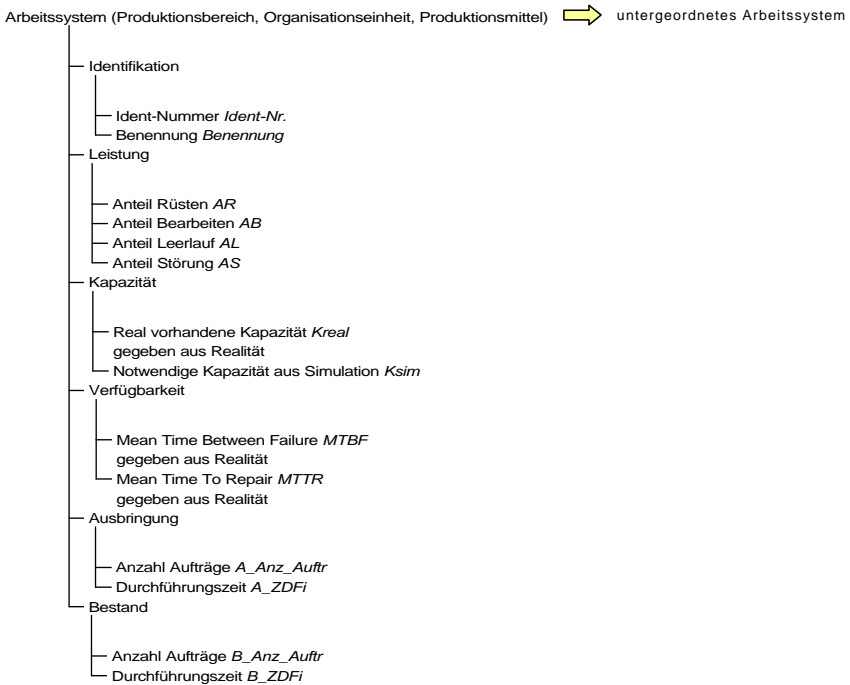 Arbeitssystem (Produktionsbereich, Organisationseinheit, Produktionsmittel) untergeordnetes Arbeitssystem
Identifikation
Ident-Nummer Ident-Nr.
Benennung Benennung
Leistung
Anteil Rüsten AR
Anteil Bearbeiten AB
Anteil Leerlauf AL
Anteil Störung AS
Kapazität
Real vorhandene Kapazität Kreal
gegeben aus Realität
Notwendige Kapazität aus Simulation Ksim
Verfügbarkeit
Mean Time Between Failure MTBF
gegeben aus Realität
Mean Time To Repair MTTR
gegeben aus Realität
Ausbringung
Anzahl Aufträge A_Anz_Auftr
Durchführungszeit A_ZDFi
Bestand
Anzahl Aufträge B_Anz_Auftr
Durchführungszeit B_ZDFi